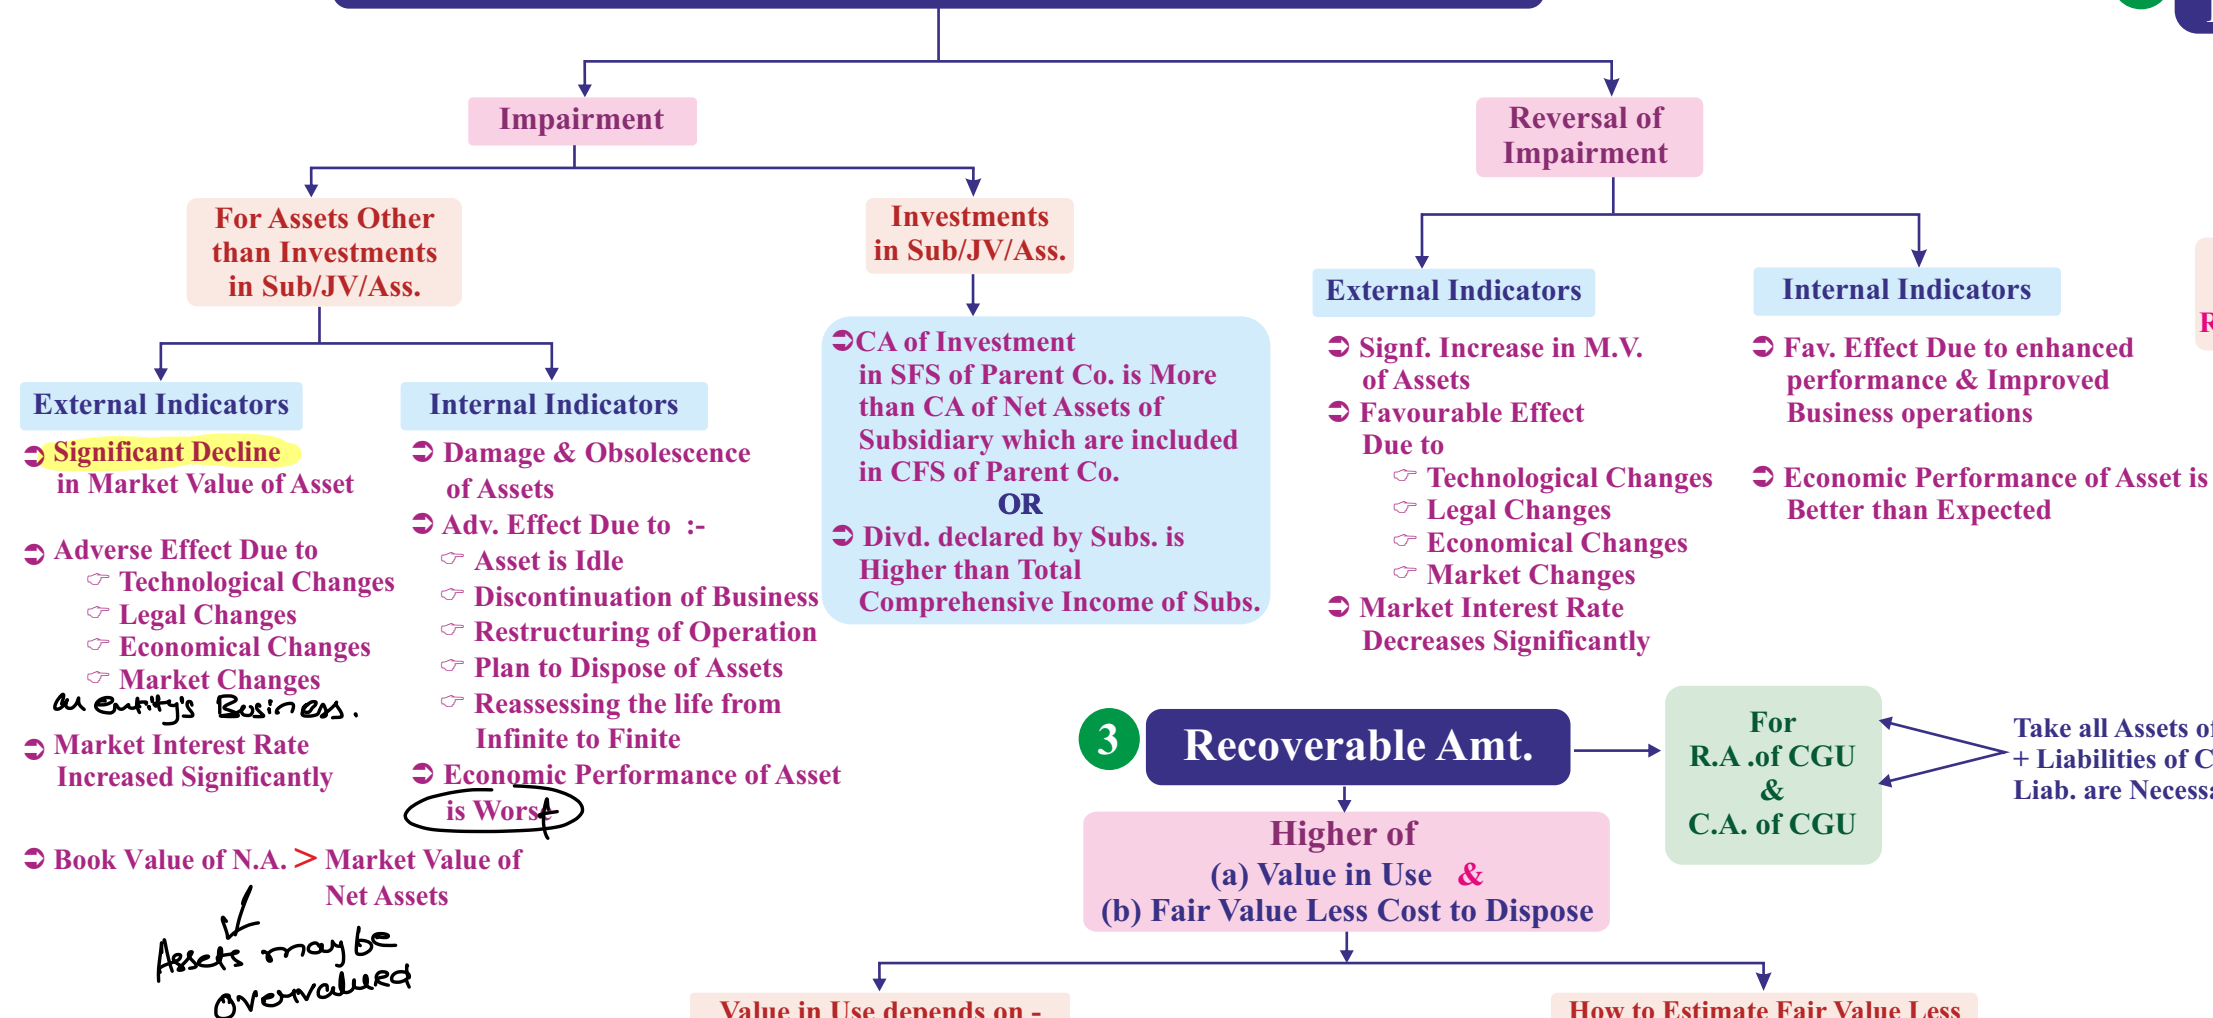 Impairment
Reversal of
Impairment
For Assets Other
than Investments
in Sub/JV/Ass.
Investments
in Sub/JV/Ass.
External Indicators
Significant Decline
in Market Value of Asset
Adverse Effect Due to
Technological Changes
Legal Changes
Economical Changes
Market Changes
on entity's Business.
Market Interest Rate
Increased Significantly
Book Value of N.A. > Market Value of
Net Assets
Assets may be
overvalued
Internal Indicators
Damage & Obsolescence
of Assets
Adv. Effect Due to :-
Asset is Idle
Discontinuation of Business
Restructuring of Operation
Plan to Dispose of Assets
Reassessing the life from
Infinite to Finite
Economic Performance of Asset
is Worst
CA of Investment
in SFS of Parent Co. is More
than CA of Net Assets of
Subsidiary which are included
in CFS of Parent Co.
OR
Divd. declared by Subs. is
Higher than Total
Comprehensive Income of Subs.
External Indicators
Signf. Increase in M.V.
of Assets
Favourable Effect
Due to
Technological Changes
Legal Changes
Economical Changes
Market Changes
Market Interest Rate
Decreases Significantly
Internal Indicators
Fav. Effect Due to enhanced
performance & Improved
Business operations
Economic Performance of Asset is
Better than Expected
R
3
Recoverable Amt.
For
R.A .of CGU
&
C.A. of CGU
Take all Assets of
+ Liabilities of C
Liab. are Necess
Higher of
(a) Value in Use &
(b) Fair Value Less Cost to Dispose
Value in Use depends on -
How to Estimate Fair Value Less